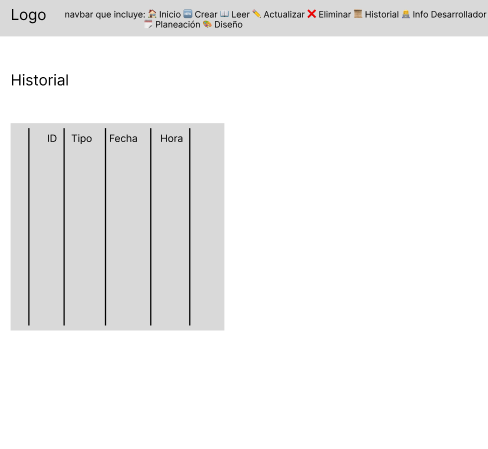 Logo
navbar que incluye: 🏠 Inicio 🆕 Crear 📖 Leer ✏️ Actualizar ❌ Eliminar 📜 Historial 👨‍💻 Info Desarrollador
🗒️ Planeación 🎨 Diseño
Historial
ID Tipo Fecha Hora